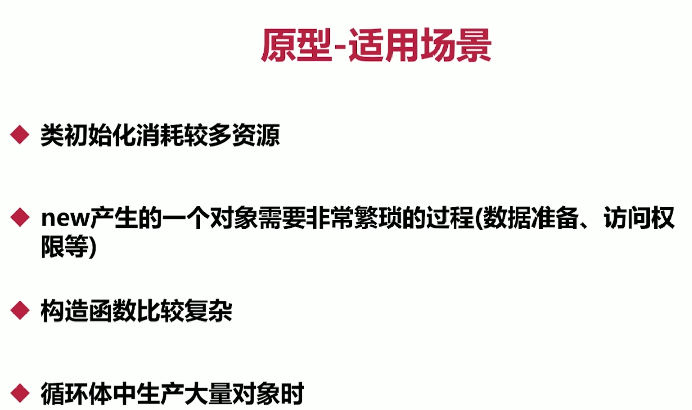 原型-适用场景
类初始化消耗较多资源
new产生的一个对象需要非常繁琐的过程(数据准备、访问权
限等)
构造函数比较复杂
循环体中生产大量对象时